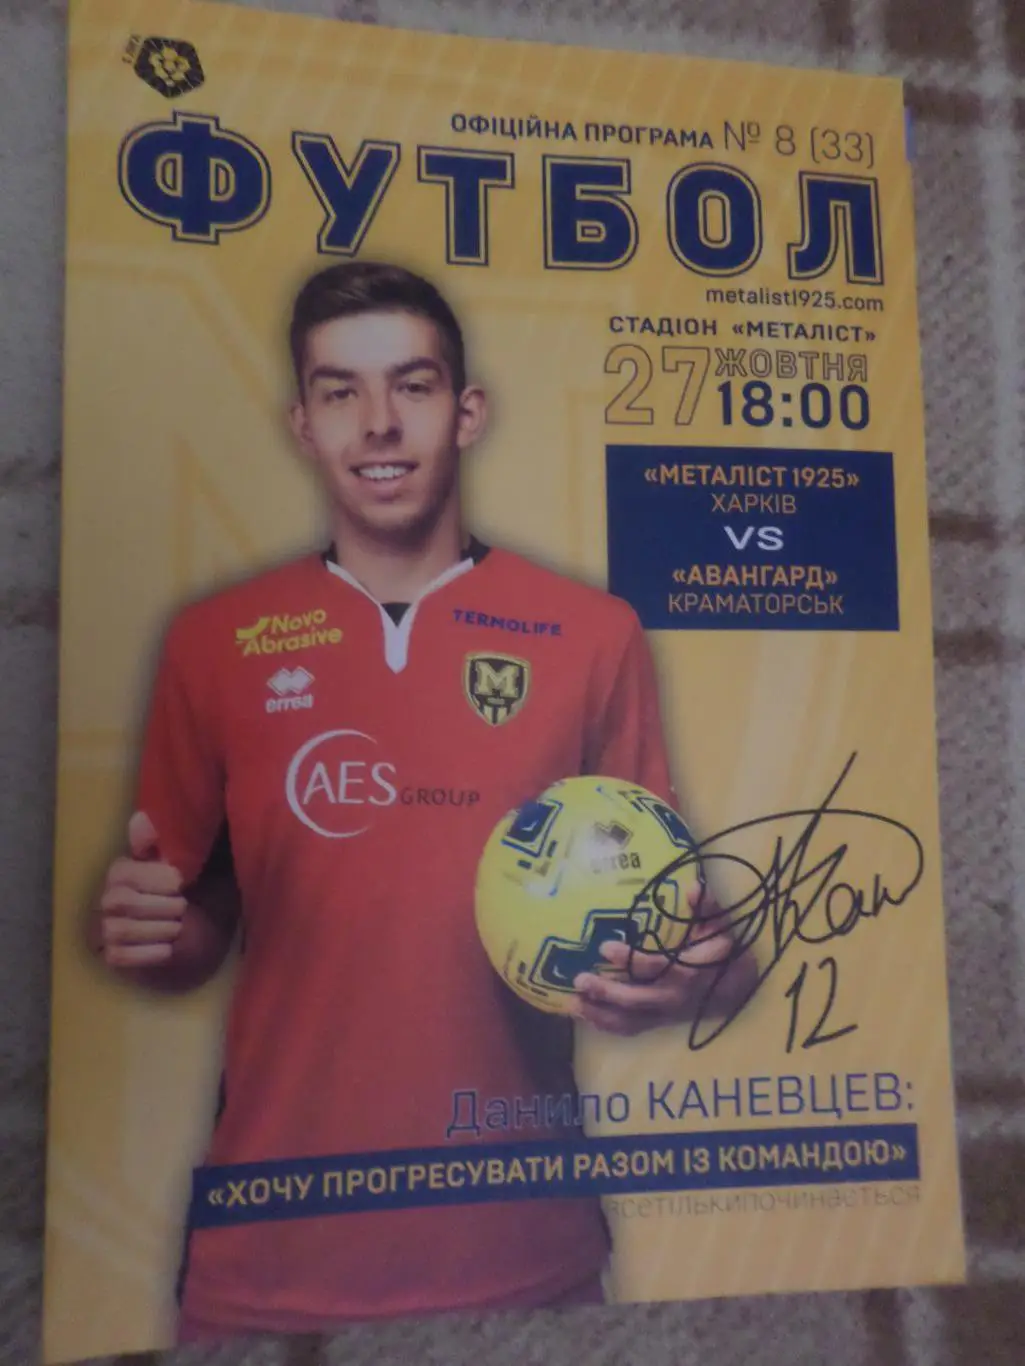 ОФІЦІЙНА ПРОГРАМА № 8 (33)
ФУТБОЛ
metalist1925.com
СТАДІОН «МЕТАЛІСТ»
27 ЖОВТНЯ
18:00
«МЕТАЛІСТ 1925»
ХАРКІВ
VS
«АВАНГАРД»
КРАМАТОРСЬК
Novo
Abrasive
TERMOLIFE
errea
M
AES GROUP
errea
12
Данило КАНЕВЦЕВ:
«ХОЧУ ПРОГРЕСУВАТИ РАЗОМ ІЗ КОМАНДОЮ»
всетількипочинається